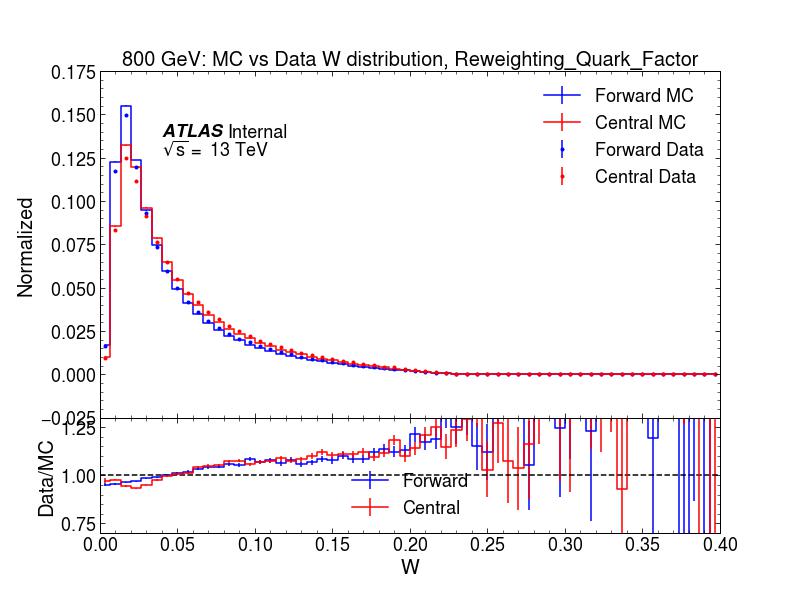 800 GeV: MC vs Data W distribution, Reweighting_Quark_Factor
0.175
0.150
0.125
0.100
0.075
0.050
0.025
0.000
−0.025
Normalized
ATLAS Internal
√s = 13 TeV
Forward MC
Central MC
Forward Data
Central Data
1.25
1.00
0.75
Data/MC
Forward
Central
0.00 0.05 0.10 0.15 0.20 0.25 0.30 0.35 0.40
W